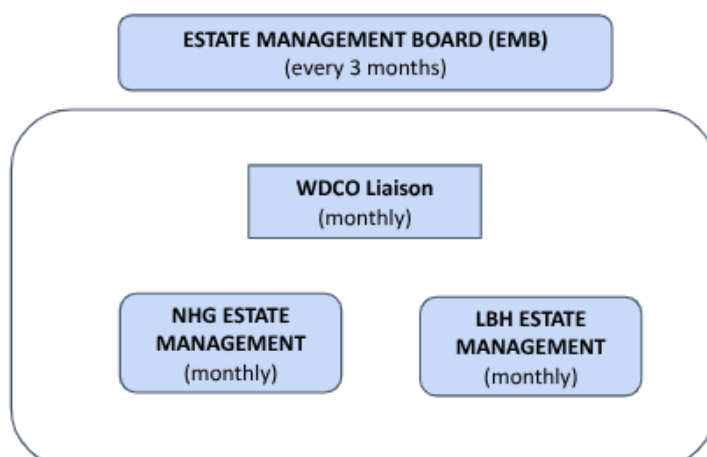 ESTATE MANAGEMENT BOARD (EMB)
(every 3 months)
WDCO Liaison
(monthly)
NHG ESTATE
MANAGEMENT
(monthly)
LBH ESTATE
MANAGEMENT
(monthly)